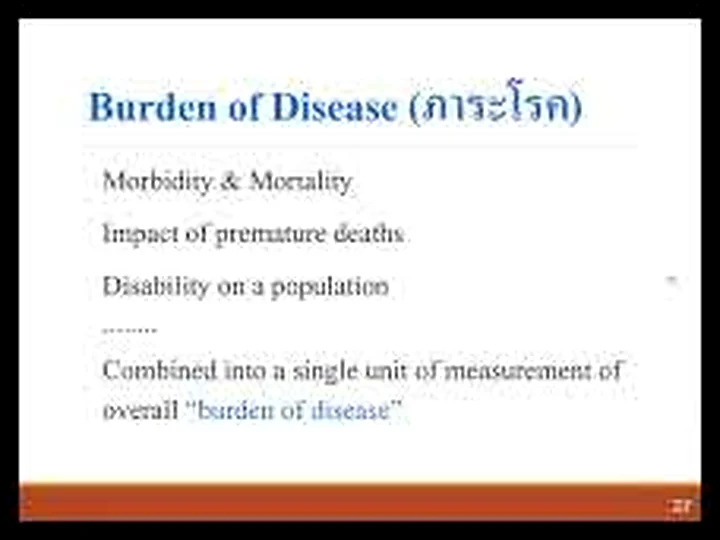 Burden of Disease (ภาระโรค)
Morbidity & Mortality
Impact of premature deaths
Disability on a population
........
Combined into a single unit of measurement of
overall “burden of disease”